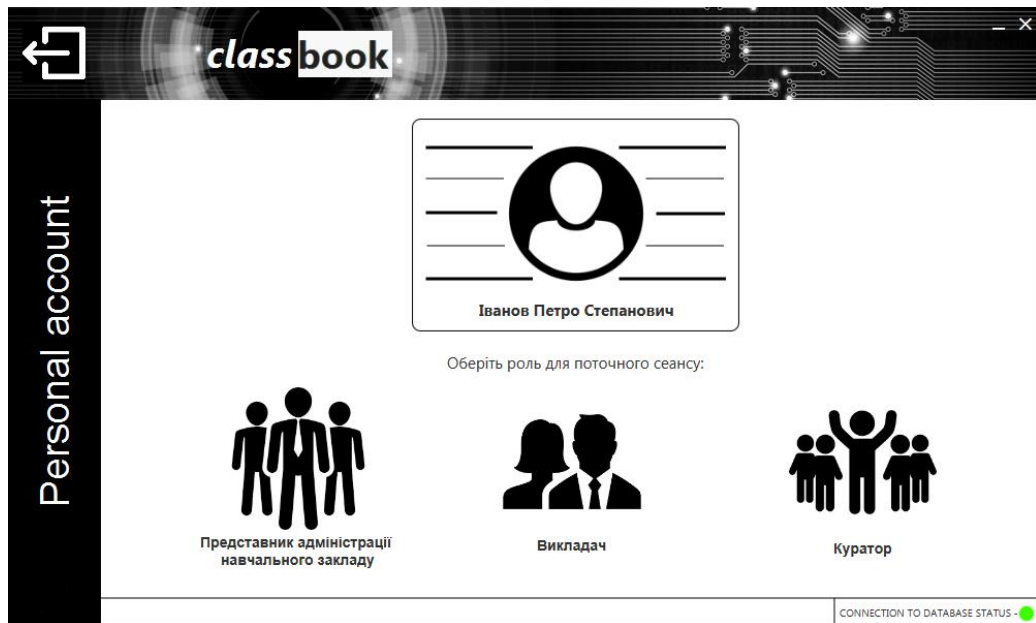 classbook
Personal account
Іванов Петро Степанович
Оберіть роль для поточного сеансу:
Представник адміністрації
навчального закладу
Викладач
Куратор
CONNECTION TO DATABASE STATUS -